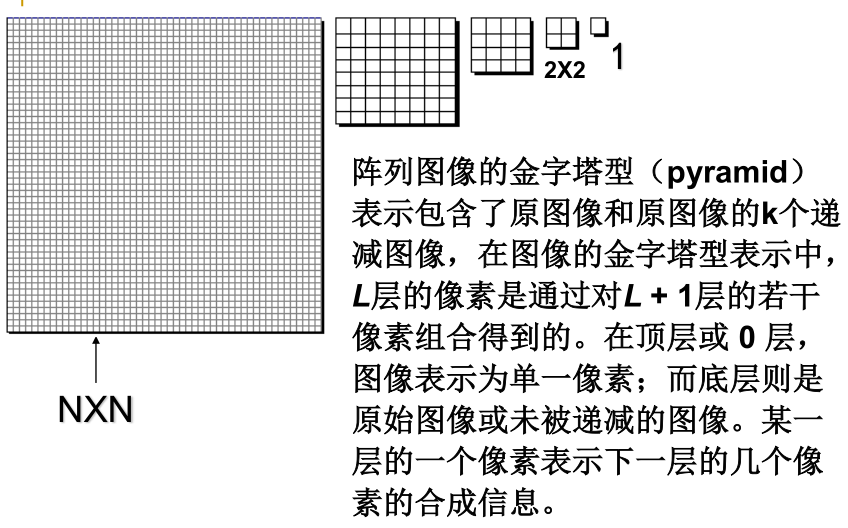 2X2
1
NXN
阵列图像的金字塔型（pyramid）
表示包含了原图像和原图像的k个递
减图像，在图像的金字塔型表示中，
L层的像素是通过对L + 1层的若干
像素组合得到的。在顶层或 0 层，
图像表示为单一像素；而底层则是
原始图像或未被递减的图像。某一
层的一个像素表示下一层的几个像
素的合成信息。